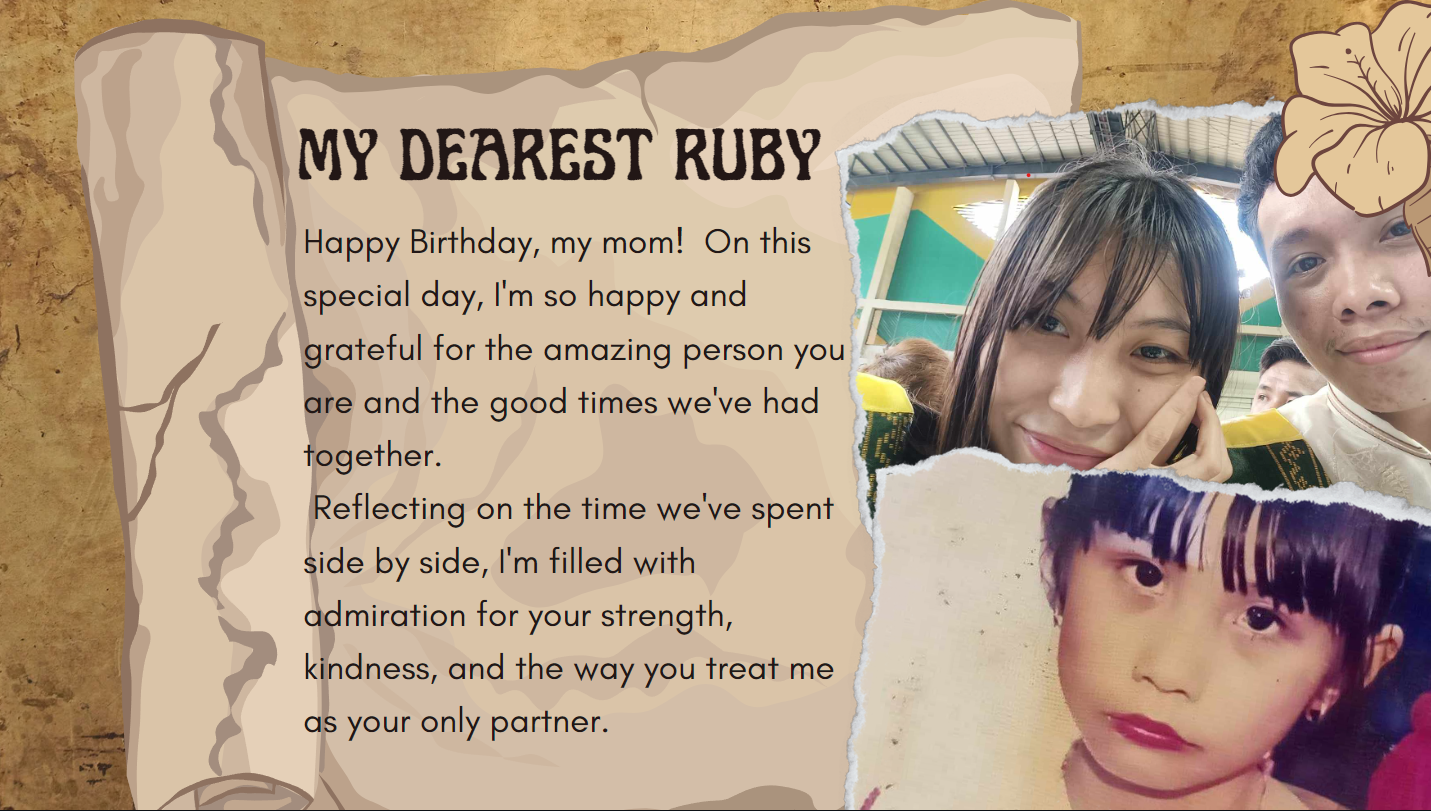 MY DEAREST RUBY
Happy Birthday, my mom!  On this
special day, I'm so happy and
grateful for the amazing person you
are and the good times we've had
together.
Reflecting on the time we've spent
side by side, I'm filled with
admiration for your strength,
kindness, and the way you treat me
as your only partner.